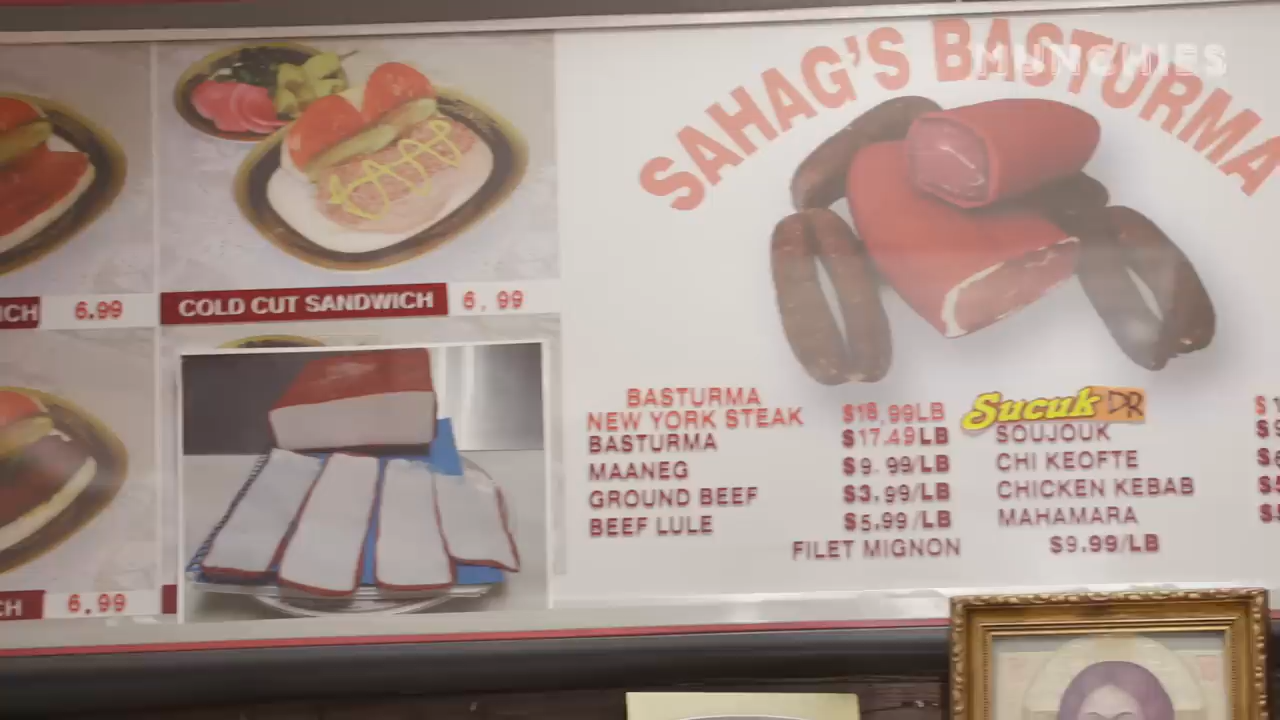 MUNCHIES
SAHAG'S BASTURMA
CH 6.99
COLD CUT SANDWICH 6.99
CH 6.99
BASTURMA
NEW YORK STEAK $18.99LB
BASTURMA $17.49LB
MAANEG $9.99/LB
GROUND BEEF $3.99/LB
BEEF LULE $5.99/LB
Sucuk DR
SOUJOUK
CHI KEOFTE
CHICKEN KEBAB
MAHAMARA
FILET MIGNON $9.99/LB